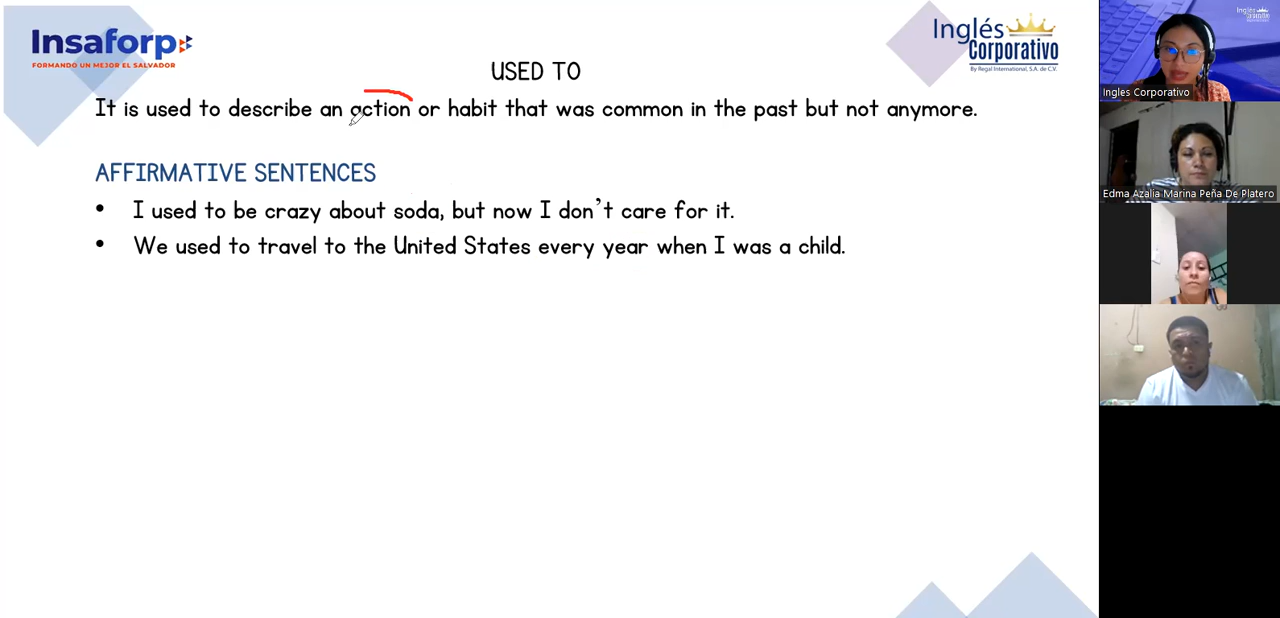 Insaforp
FORMANDO UN MEJOR EL SALVADOR
Inglés
Corporativo
By Regal International, S.A. de C.V.
USED TO
It is used to describe an action or habit that was common in the past but not anymore.
AFFIRMATIVE SENTENCES
• I used to be crazy about soda, but now I don't care for it.
• We used to travel to the United States every year when I was a child.
Inglés
Corporativo
Ingles Corporativo
Edma Azalia Marina Peña De Platero